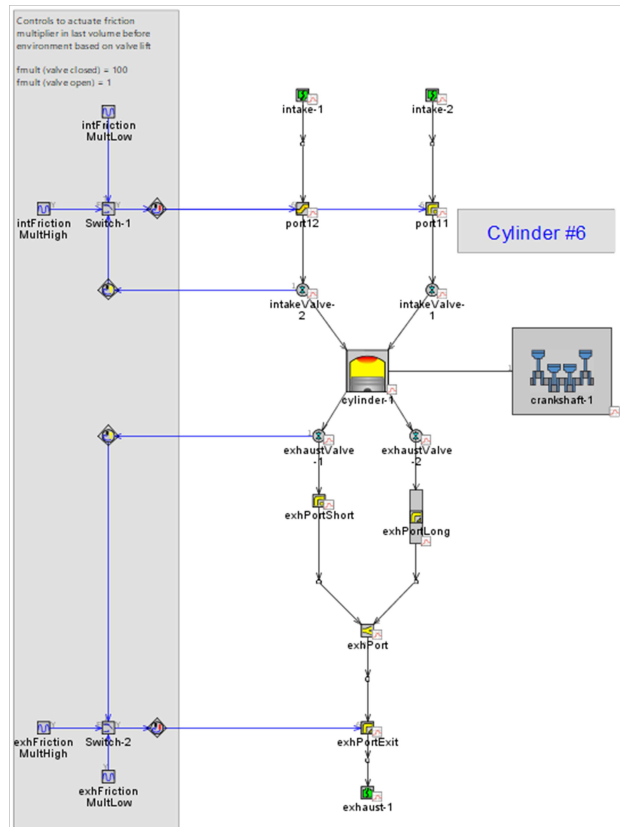 Controls to actuate friction
multiplier in last volume before
environment based on valve lift
fmult (valve closed) = 100
fmult (valve open) = 1
intFriction
MultLow
intake-1
intake-2
intFriction
MultHigh
Switch-1
port12
port11
Cylinder #6
intakeValve-
2
intakeValve-
1
cylinder-1
crankshaft-1
exhaustValve
-1
exhaustValve
-2
exhPortShort
exhPortLong
exhPort
exhFriction
MultHigh
Switch-2
exhPortExit
exhFriction
MultLow
exhaust-1